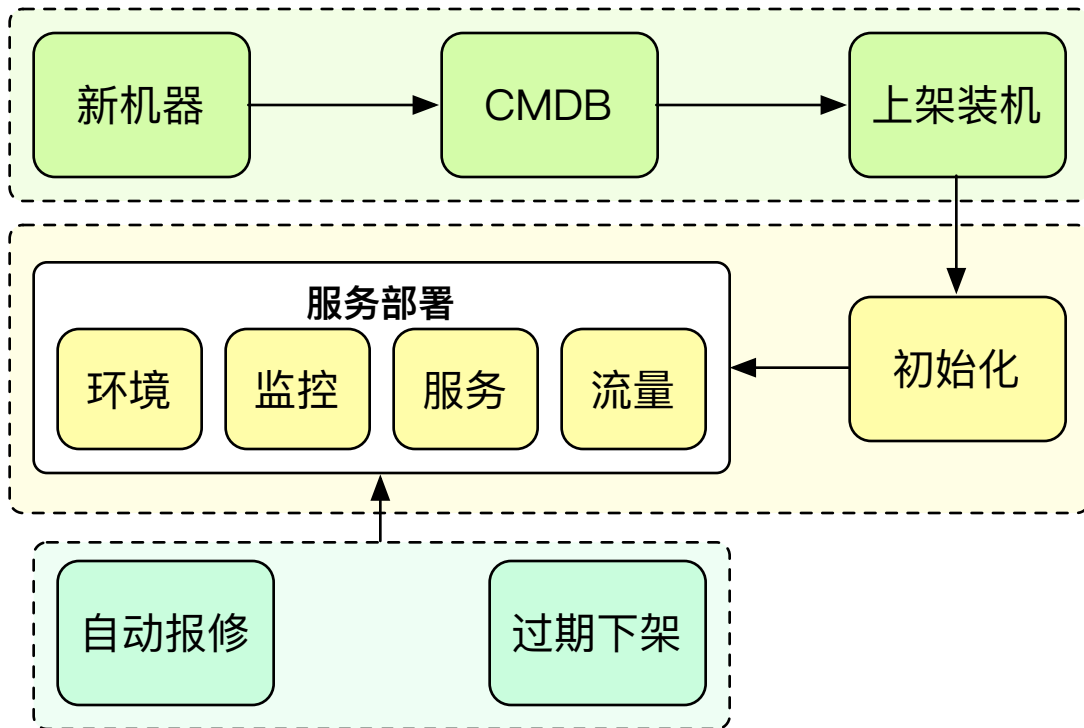 新机器
CMDB
上架装机
服务部署
环境
监控
服务
流量
初始化
自动报修
过期下架